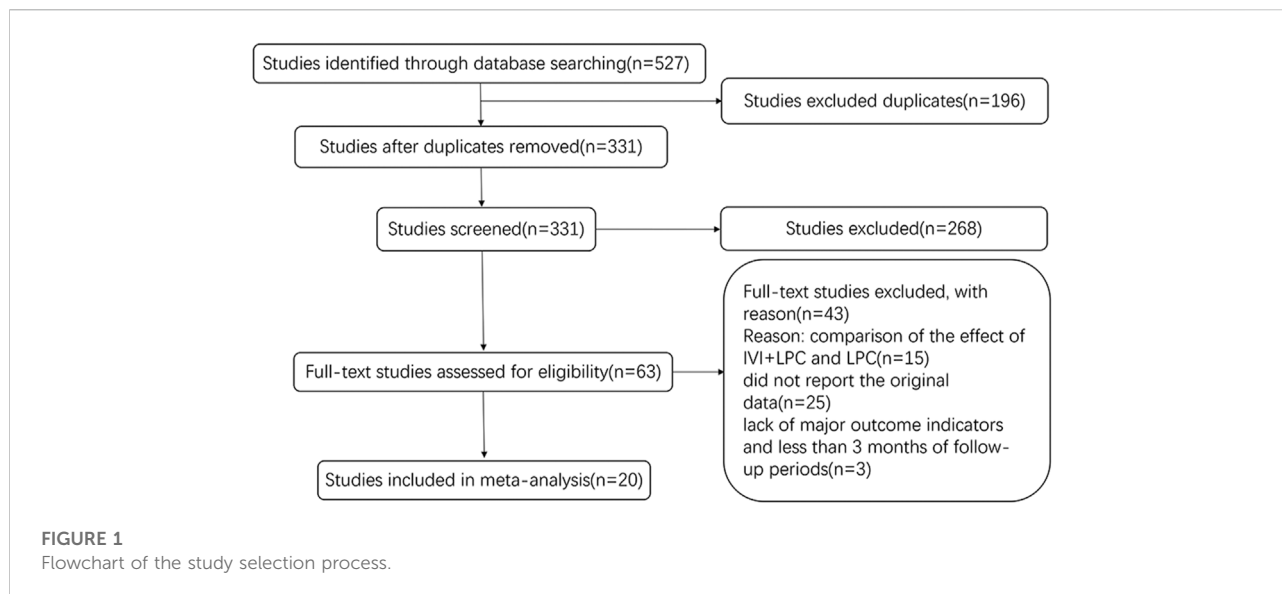 Studies identified through database searching(n=527)
Studies excluded duplicates(n=196)
Studies after duplicates removed(n=331)
Studies screened(n=331)
Studies excluded(n=268)
Full-text studies assessed for eligibility(n=63)
Full-text studies excluded, with
reason(n=43)
Reason: comparison of the effect of
IVI+LPC and LPC(n=15)
did not report the original
data(n=25)
lack of major outcome indicators
and less than 3 months of follow-
up periods(n=3)
Studies included in meta-analysis(n=20)
FIGURE 1
Flowchart of the study selection process.